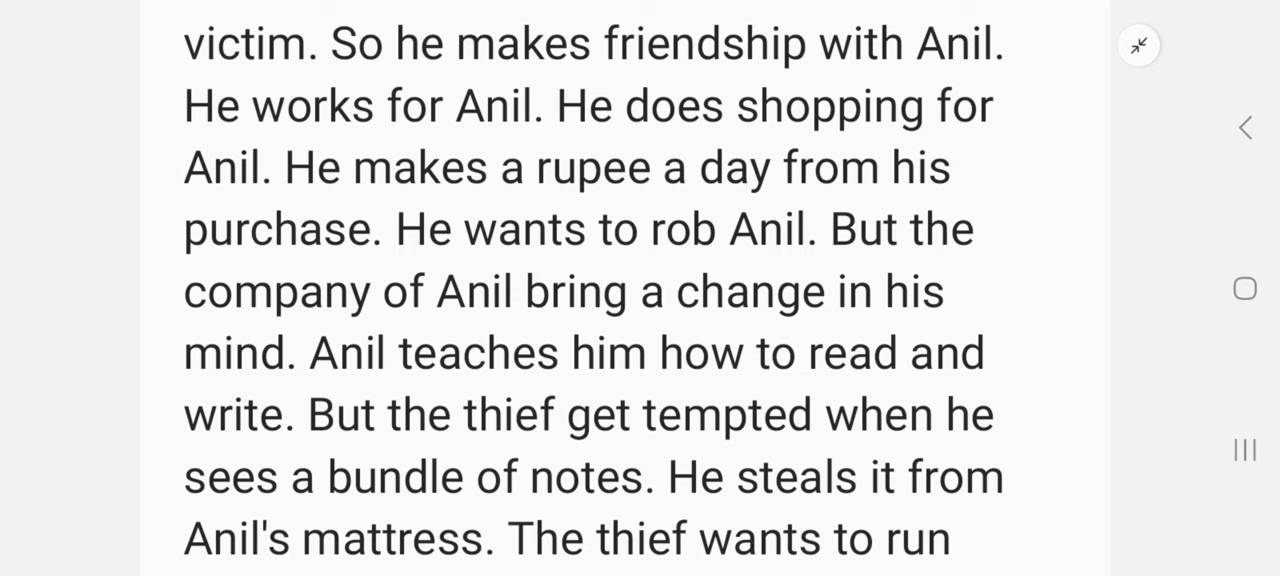 victim. So he makes friendship with Anil.
He works for Anil. He does shopping for
Anil. He makes a rupee a day from his
purchase. He wants to rob Anil. But the
company of Anil bring a change in his
mind. Anil teaches him how to read and
write. But the thief get tempted when he
sees a bundle of notes. He steals it from
Anil's mattress. The thief wants to run